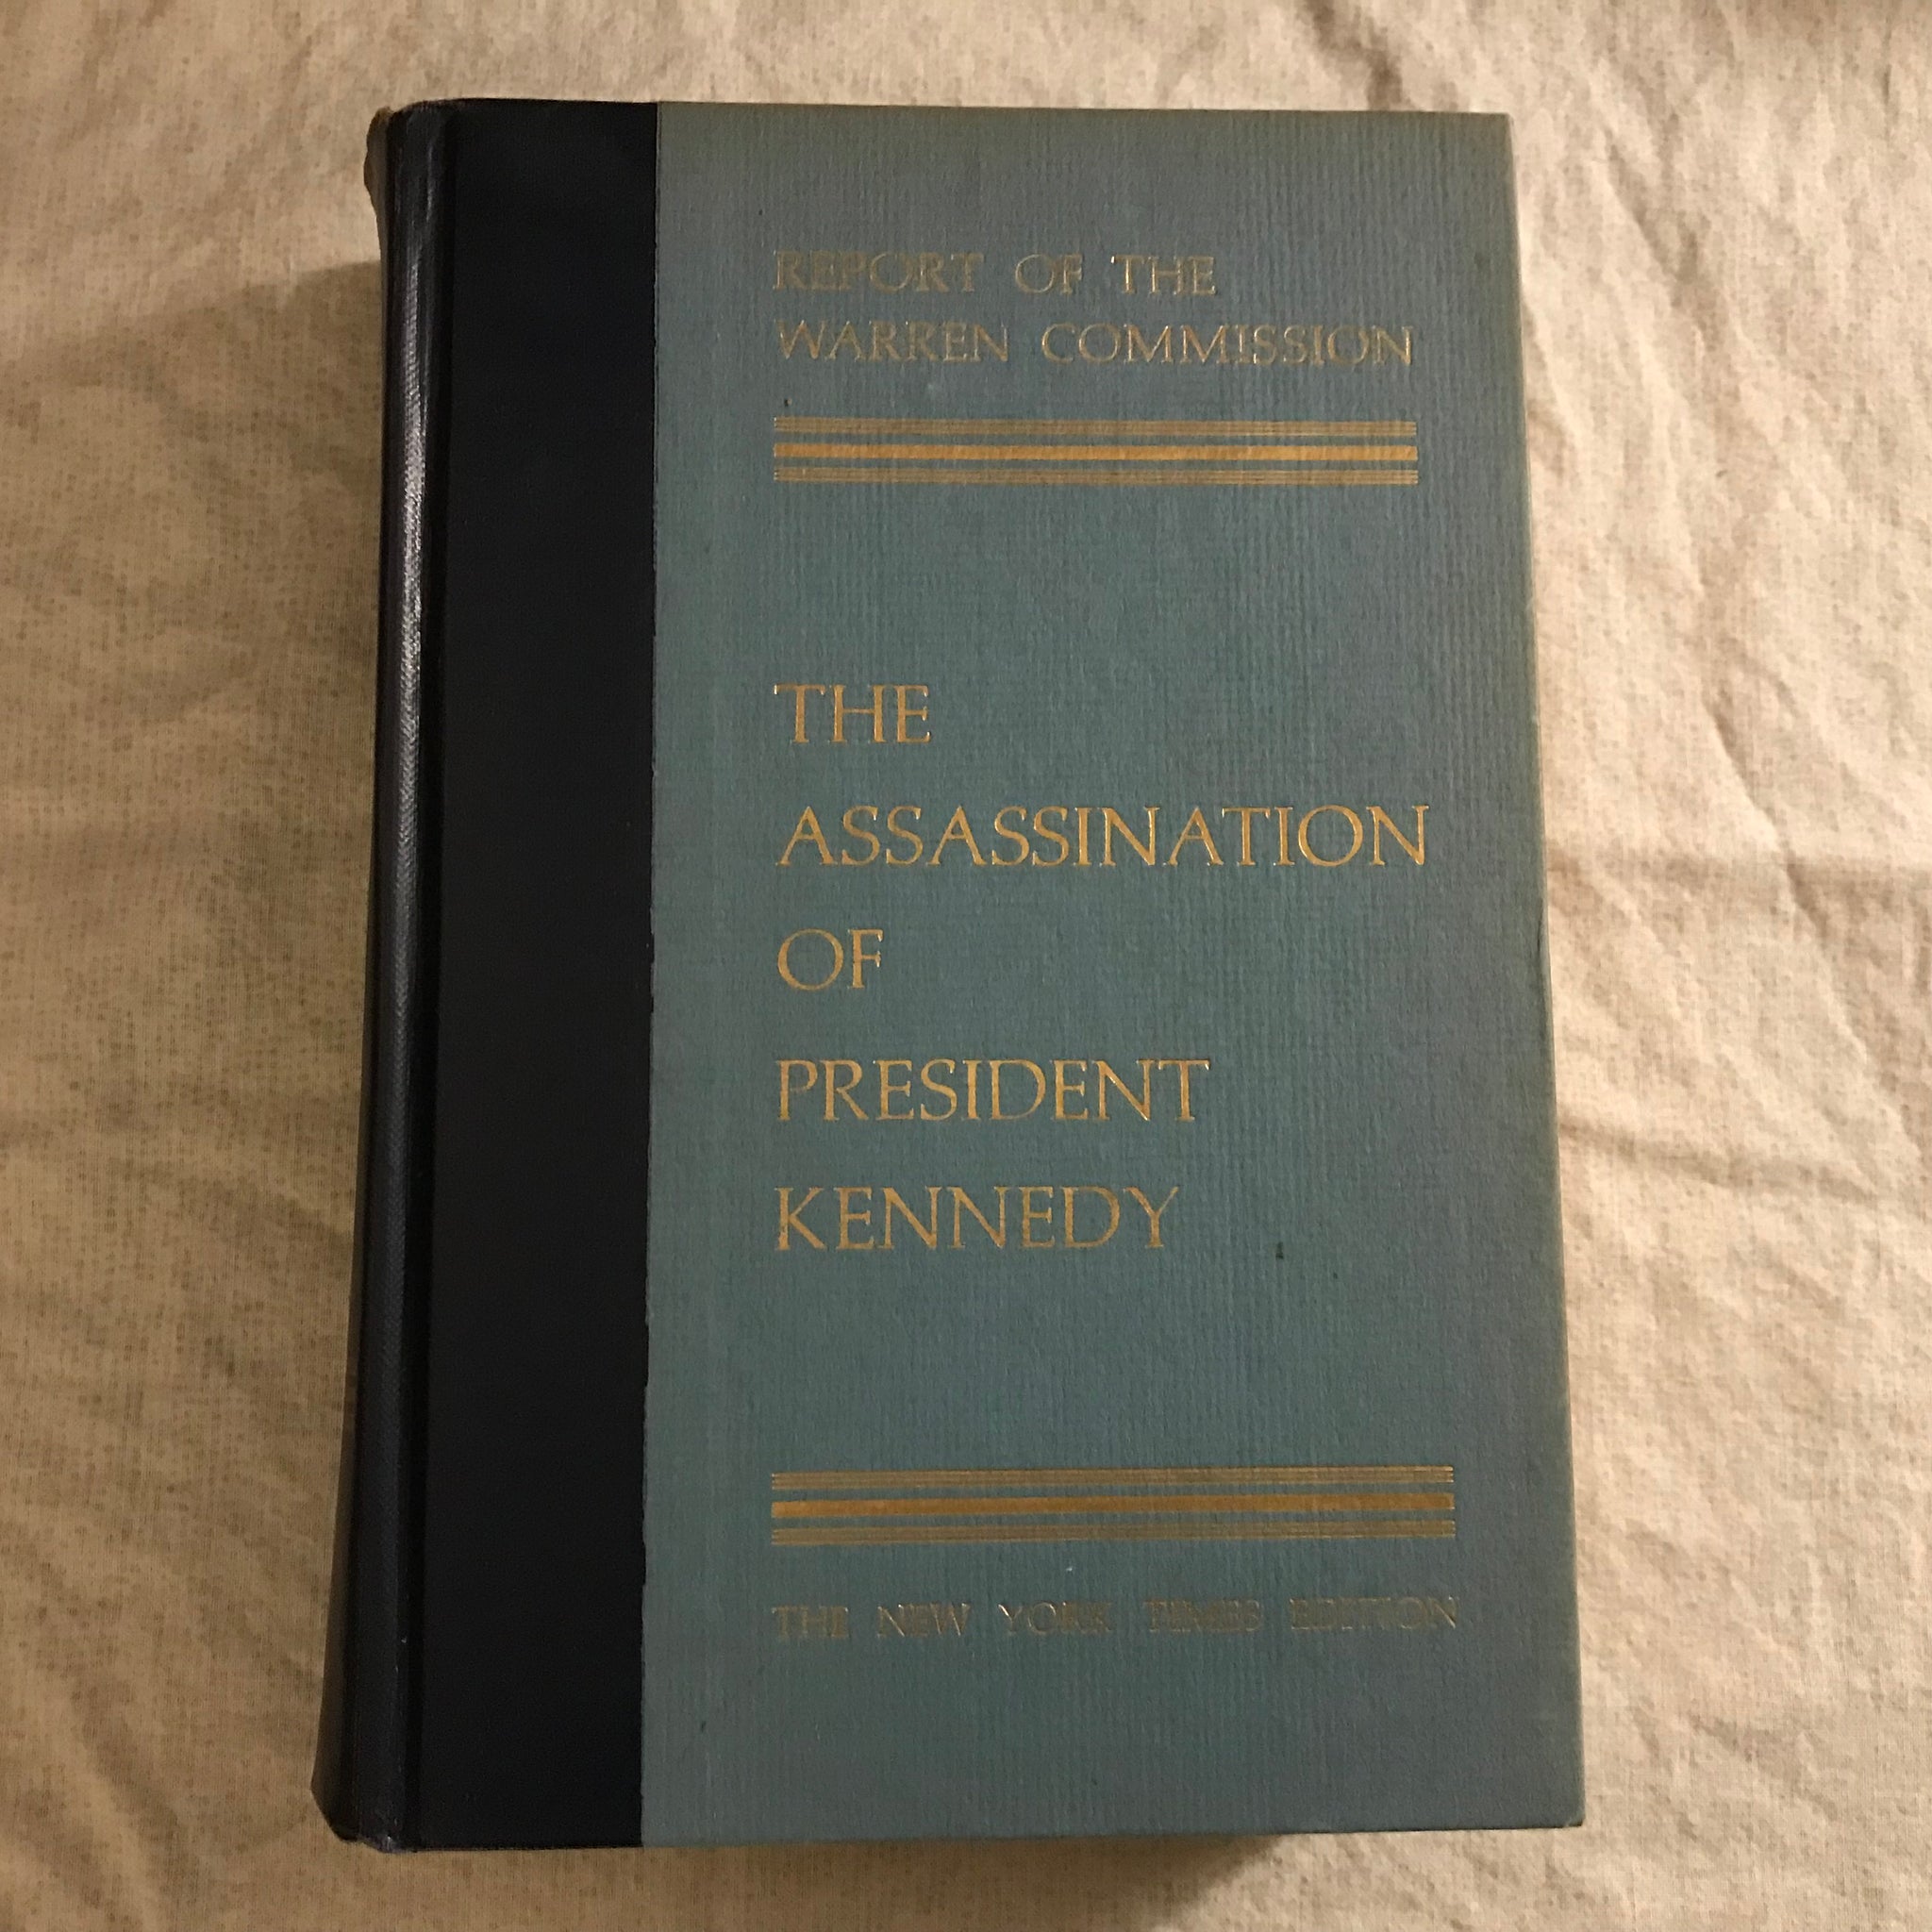 REPORT OF THE
WARREN COMMISSION
THE
ASSASSINATION
OF
PRESIDENT
KENNEDY
THE NEW YORK TIMES EDITION